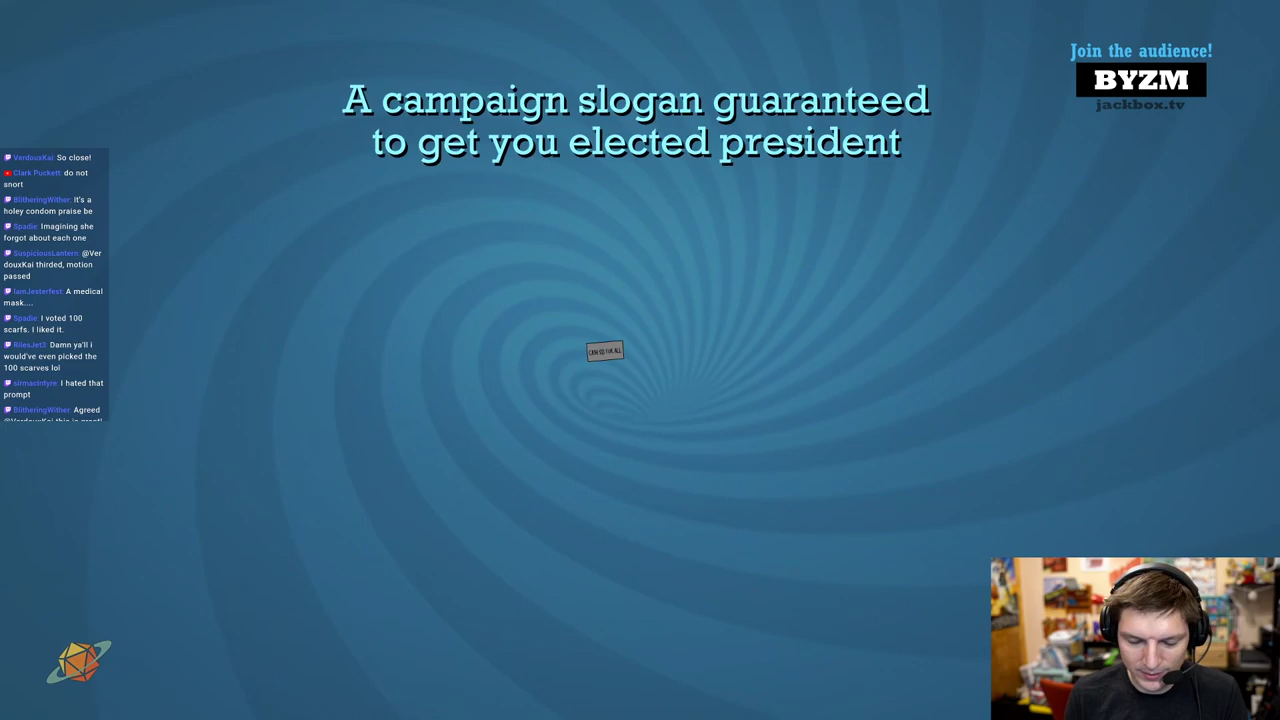 Join the audience!
BYZM
jackbox.tv
A campaign slogan guaranteed
to get you elected president
VerdouxKai: So close!
Clark Puckett: do not
snort
BlitheringWither: It's a
holey condom praise be
Spadie: Imagining she
forgot about each one
SuspiciousLantern: @Ver
douxKai thirded, motion
passed
IamJesterfest: A medical
mask....
Spadie: I voted 100
scarfs. I liked it.
RilesJet3: Damn ya'll i
would've even picked the
100 scarves lol
sirmacintyre: I hated that
prompt
BlitheringWither: Agreed
FOR ALL